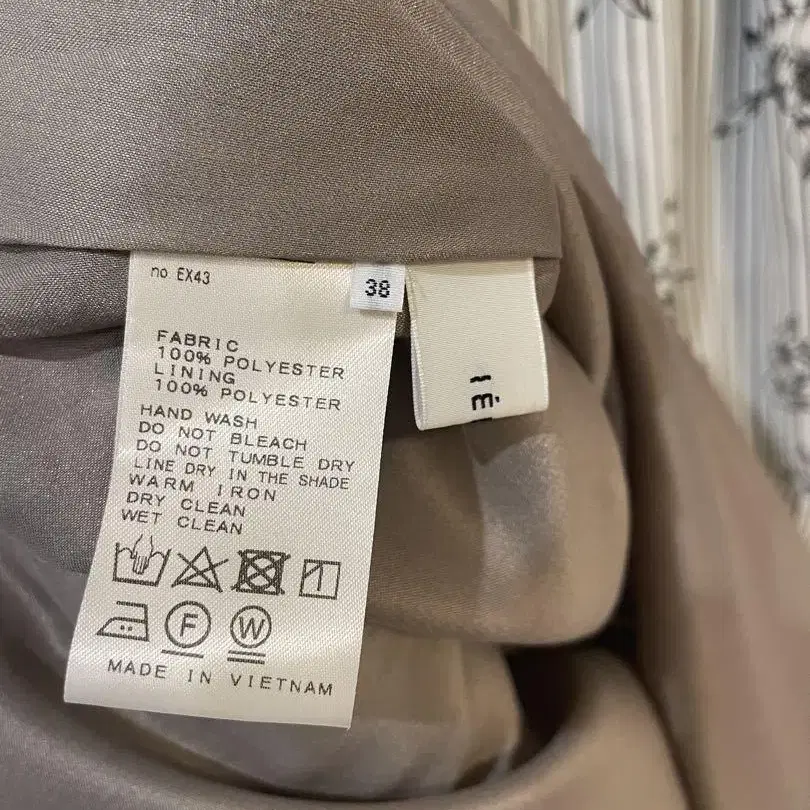 no EX43
38
FABRIC
100% POLYESTER
LINING
100% POLYESTER
HAND WASH
DO NOT BLEACH
DO NOT TUMBLE DRY
LINE DRY IN THE SHADE
WARM IRON
DRY CLEAN
WET CLEAN
F W
MADE IN VIETNAM